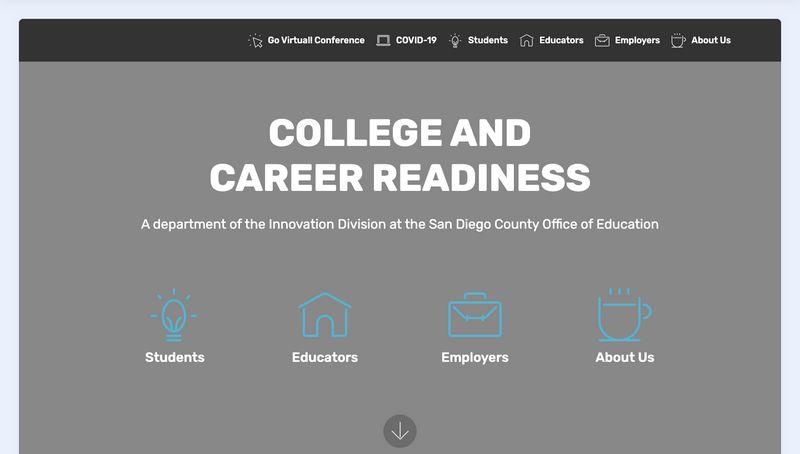 Go Virtuall Conference
COVID-19
Students
Educators
Employers
About Us
COLLEGE AND
CAREER READINESS
A department of the Innovation Division at the San Diego County Office of Education
Students
Educators
Employers
About Us